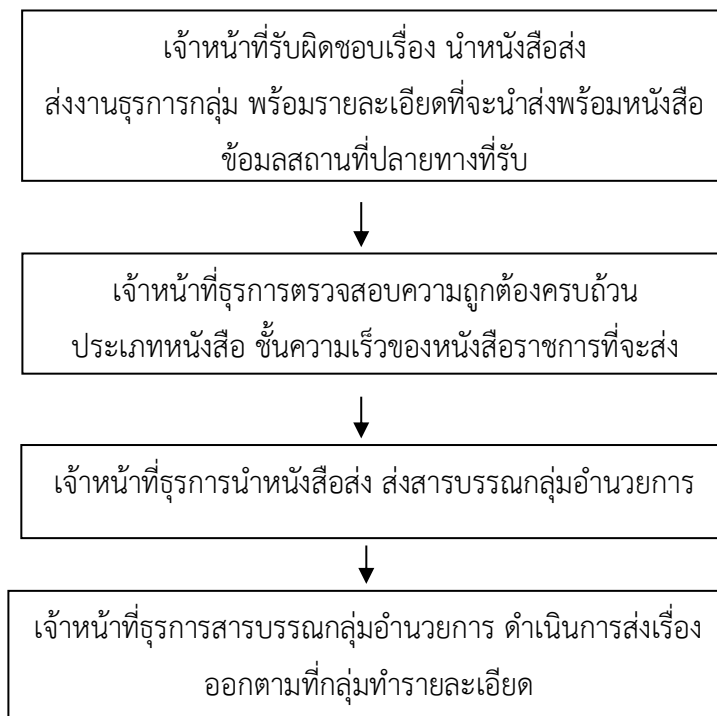 เจ้าหน้าที่รับผิดชอบเรื่อง นำหนังสือส่ง
ส่งงานธุรการกลุ่ม พร้อมรายละเอียดที่จะนำส่งพร้อมหนังสือ
ข้อมลสถานที่ปลายทางที่รับ
เจ้าหน้าที่ธุรการตรวจสอบความถูกต้องครบถ้วน
ประเภทหนังสือ ชั้นความเร็วของหนังสือราชการที่จะส่ง
เจ้าหน้าที่ธุรการนำหนังสือส่ง ส่งสารบรรณกลุ่มอำนวยการ
เจ้าหน้าที่ธุรการสารบรรณกลุ่มอำนวยการ ดำเนินการส่งเรื่อง
ออกตามที่กลุ่มทำรายละเอียด